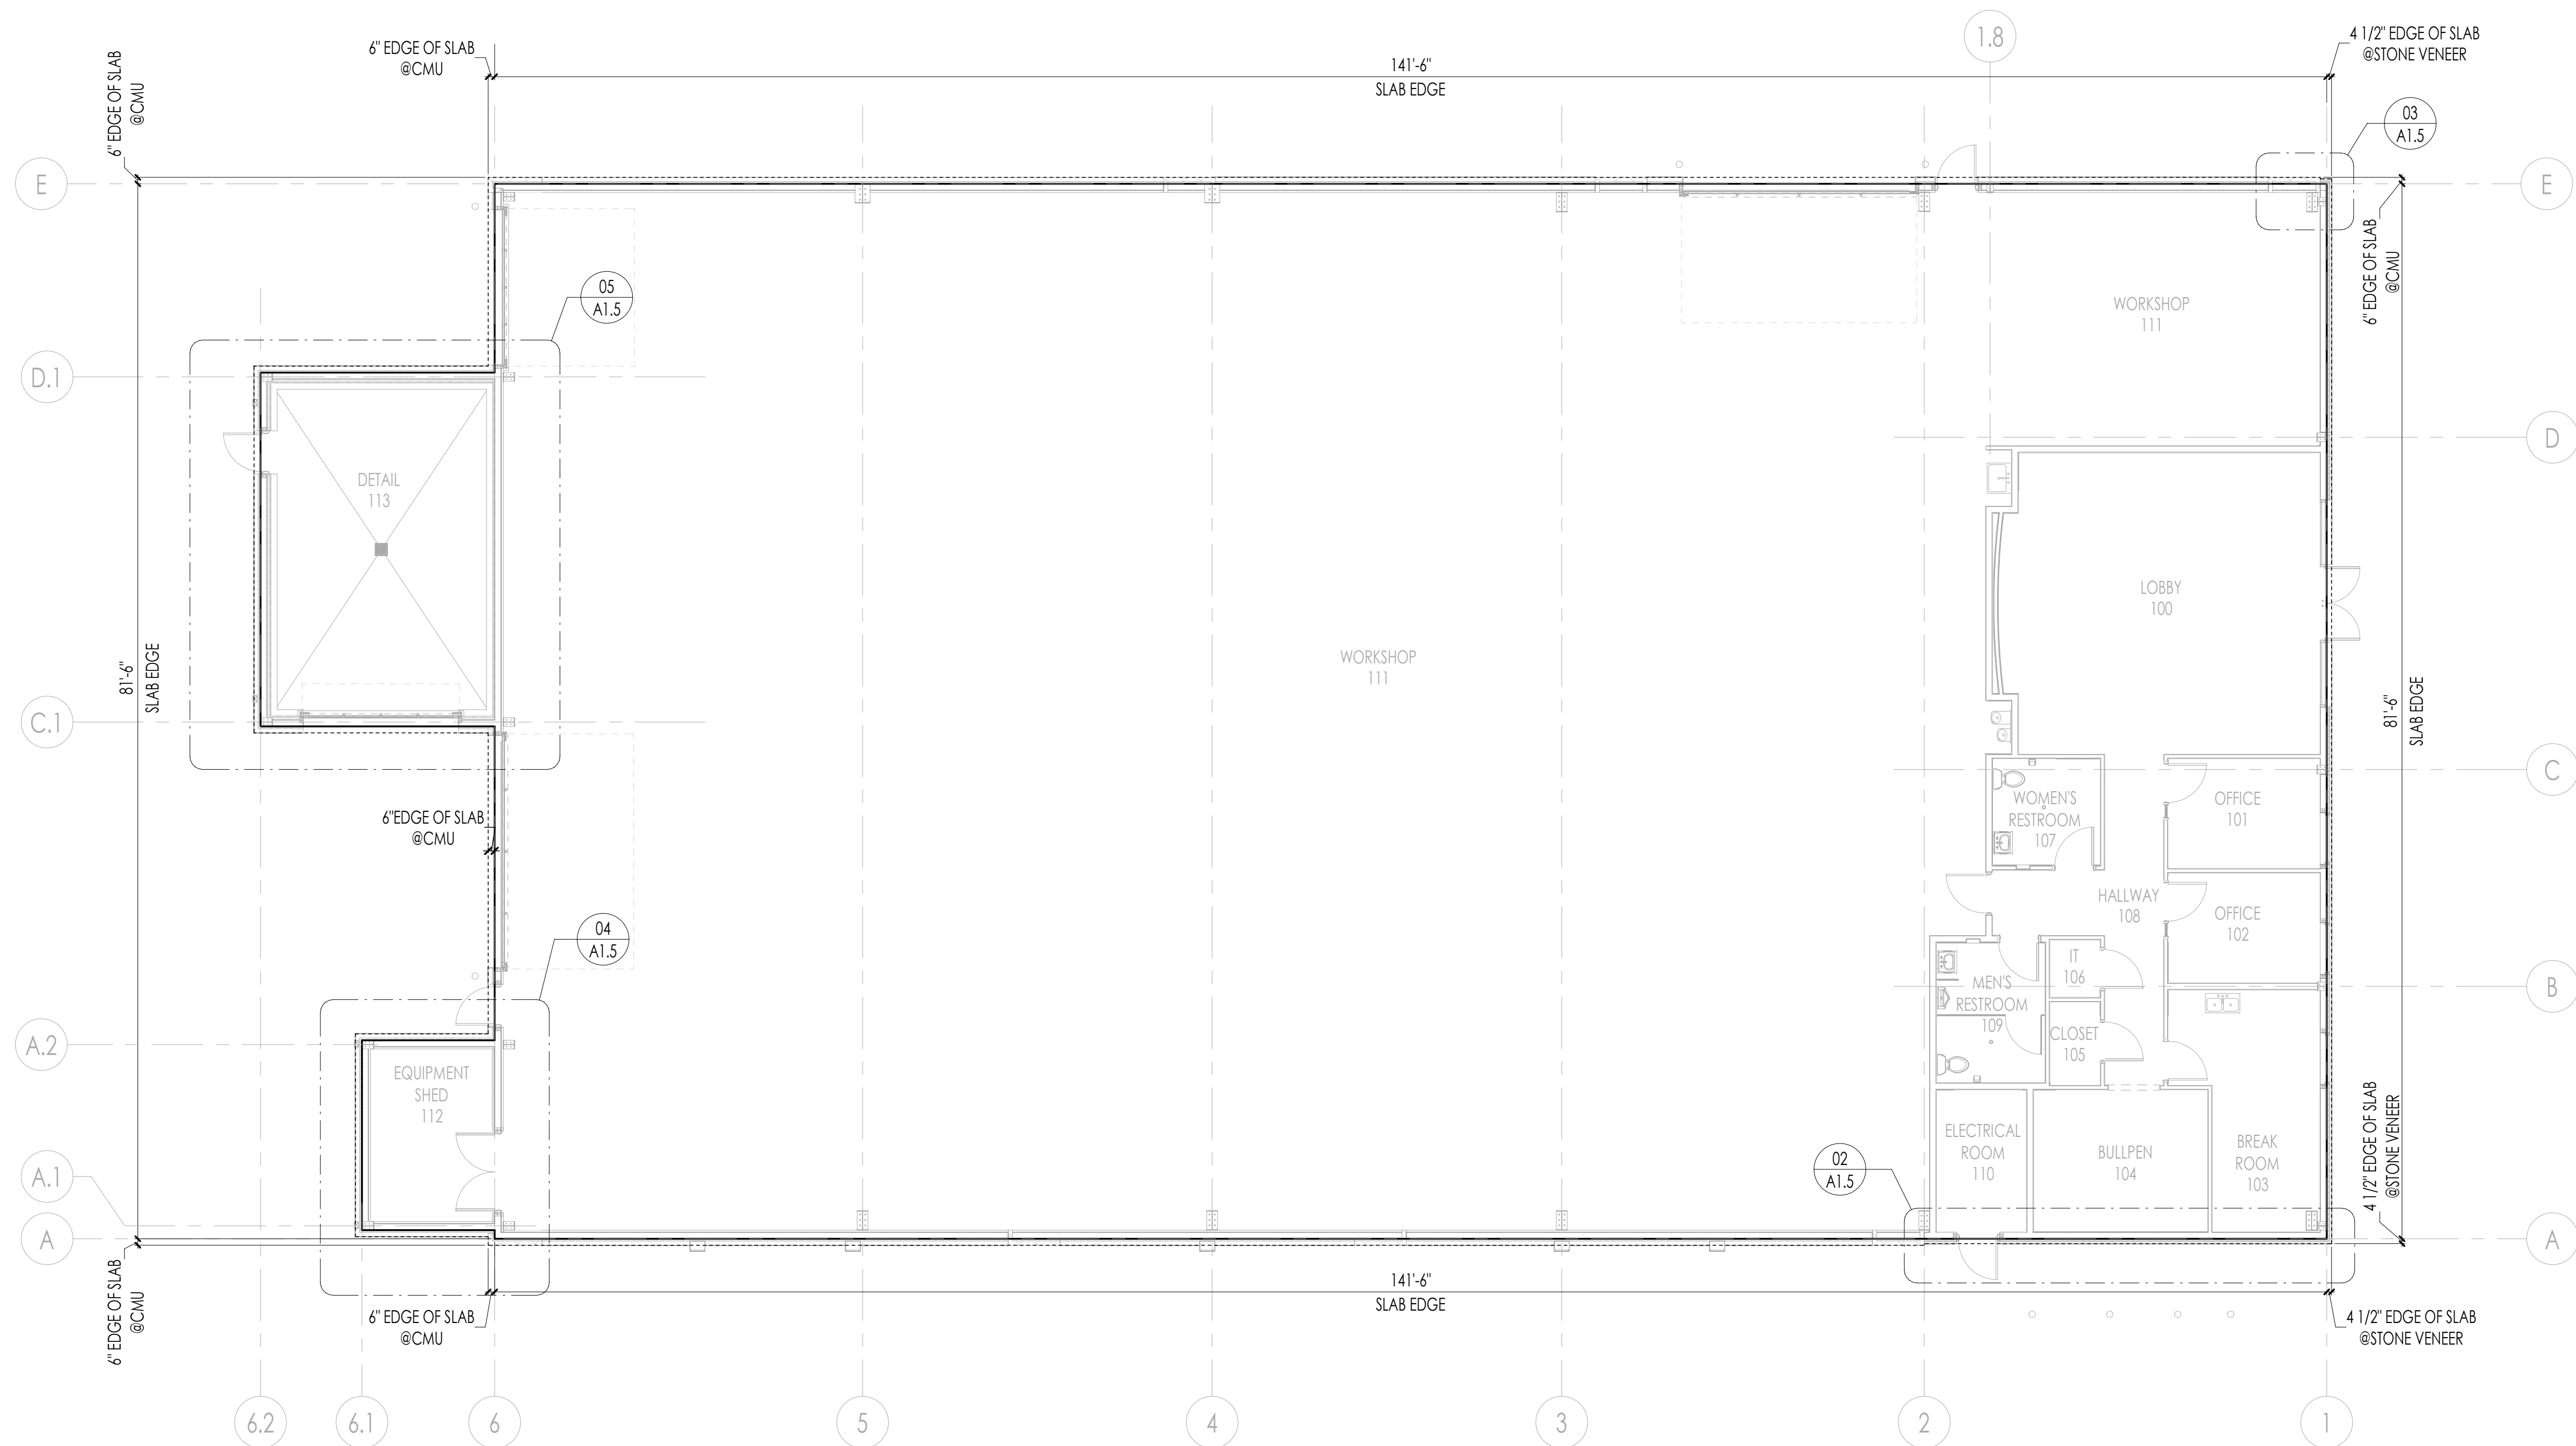 6" EDGE OF SLAB
@CMU
141'-6"
SLAB EDGE
1.8
4 1/2" EDGE OF SLAB
@STONE VENEER
6" EDGE OF SLAB
@CMU
03
A1.5
E
E
6" EDGE OF SLAB
@CMU
05
A1.5
WORKSHOP
111
D.1
D
DETAIL
113
LOBBY
100
WORKSHOP
111
81'-6"
SLAB EDGE
81'-6"
SLAB EDGE
C.1
C
6"EDGE OF SLAB
@CMU
WOMEN'S
RESTROOM
107
OFFICE
101
HALLWAY
108
OFFICE
102
04
A1.5
IT
106
B
MEN'S
RESTROOM
109
CLOSET
105
A.2
EQUIPMENT
SHED
112
ELECTRICAL
ROOM
110
BULLPEN
104
BREAK
ROOM
103
4 1/2" EDGE OF SLAB
@STONE VENEER
02
A1.5
A.1
A
A
6" EDGE OF SLAB
@CMU
141'-6"
SLAB EDGE
6" EDGE OF SLAB
@CMU
4 1/2" EDGE OF SLAB
@STONE VENEER
6.2
6.1
6
5
4
3
2
1